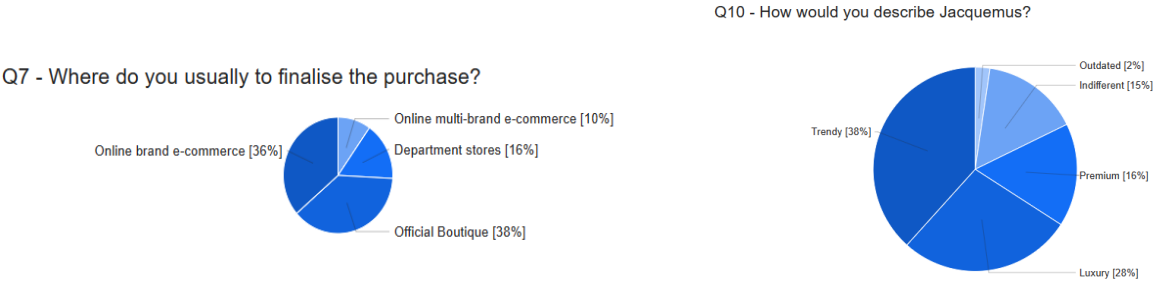 Q7 - Where do you usually to finalise the purchase?
Online multi-brand e-commerce [10%]
Online brand e-commerce [36%]
Department stores [16%]
Official Boutique [38%]
Q10 - How would you describe Jacquemus?
Outdated [2%]
Indifferent [15%]
Trendy [38%]
Premium [16%]
Luxury [28%]